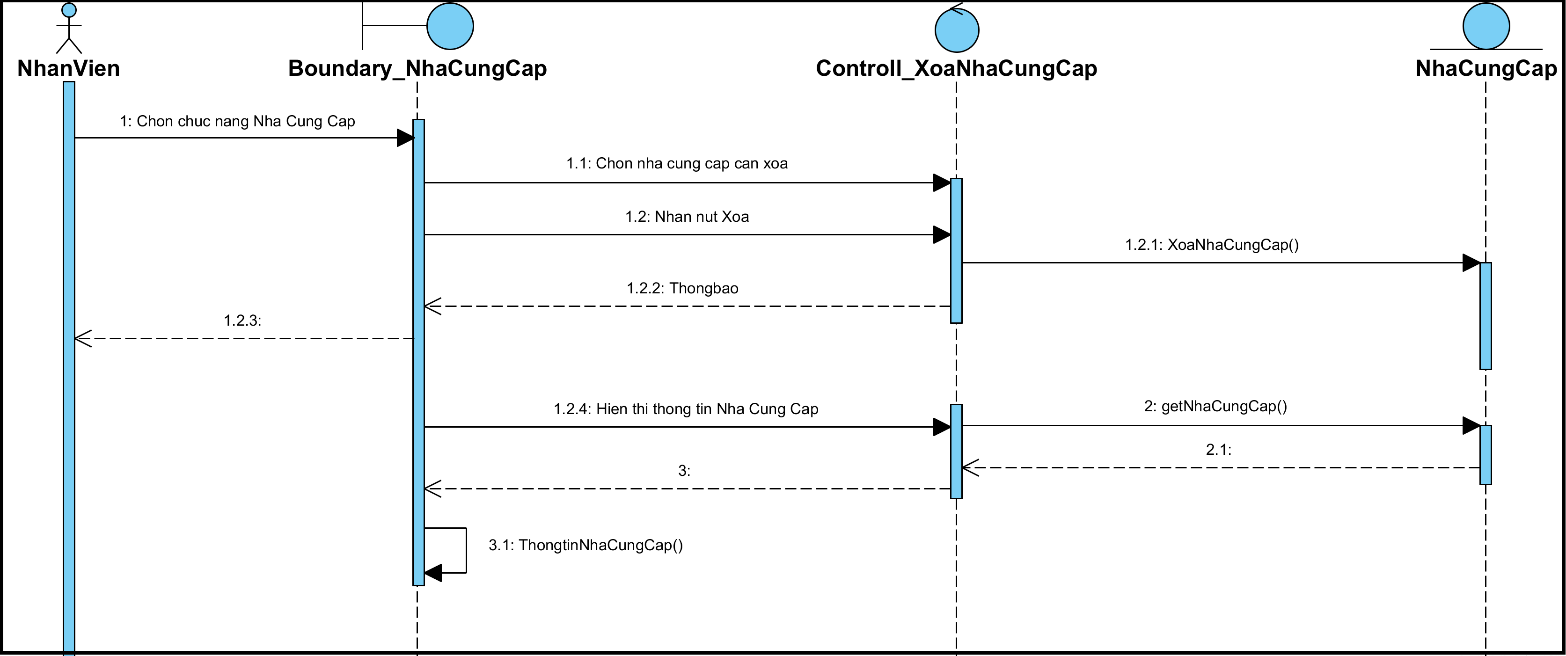 NhanVien
Boundary_NhaCungCap
Controll_XoaNhaCungCap
NhaCungCap
1: Chon chuc nang Nha Cung Cap
1.1: Chon nha cung cap can xoa
1.2: Nhan nut Xoa
1.2.1: XoaNhaCungCap()
1.2.2: Thongbao
1.2.3:
1.2.4: Hien thi thong tin Nha Cung Cap
2: getNhaCungCap()
2.1:
3:
3.1: ThongtinNhaCungCap()